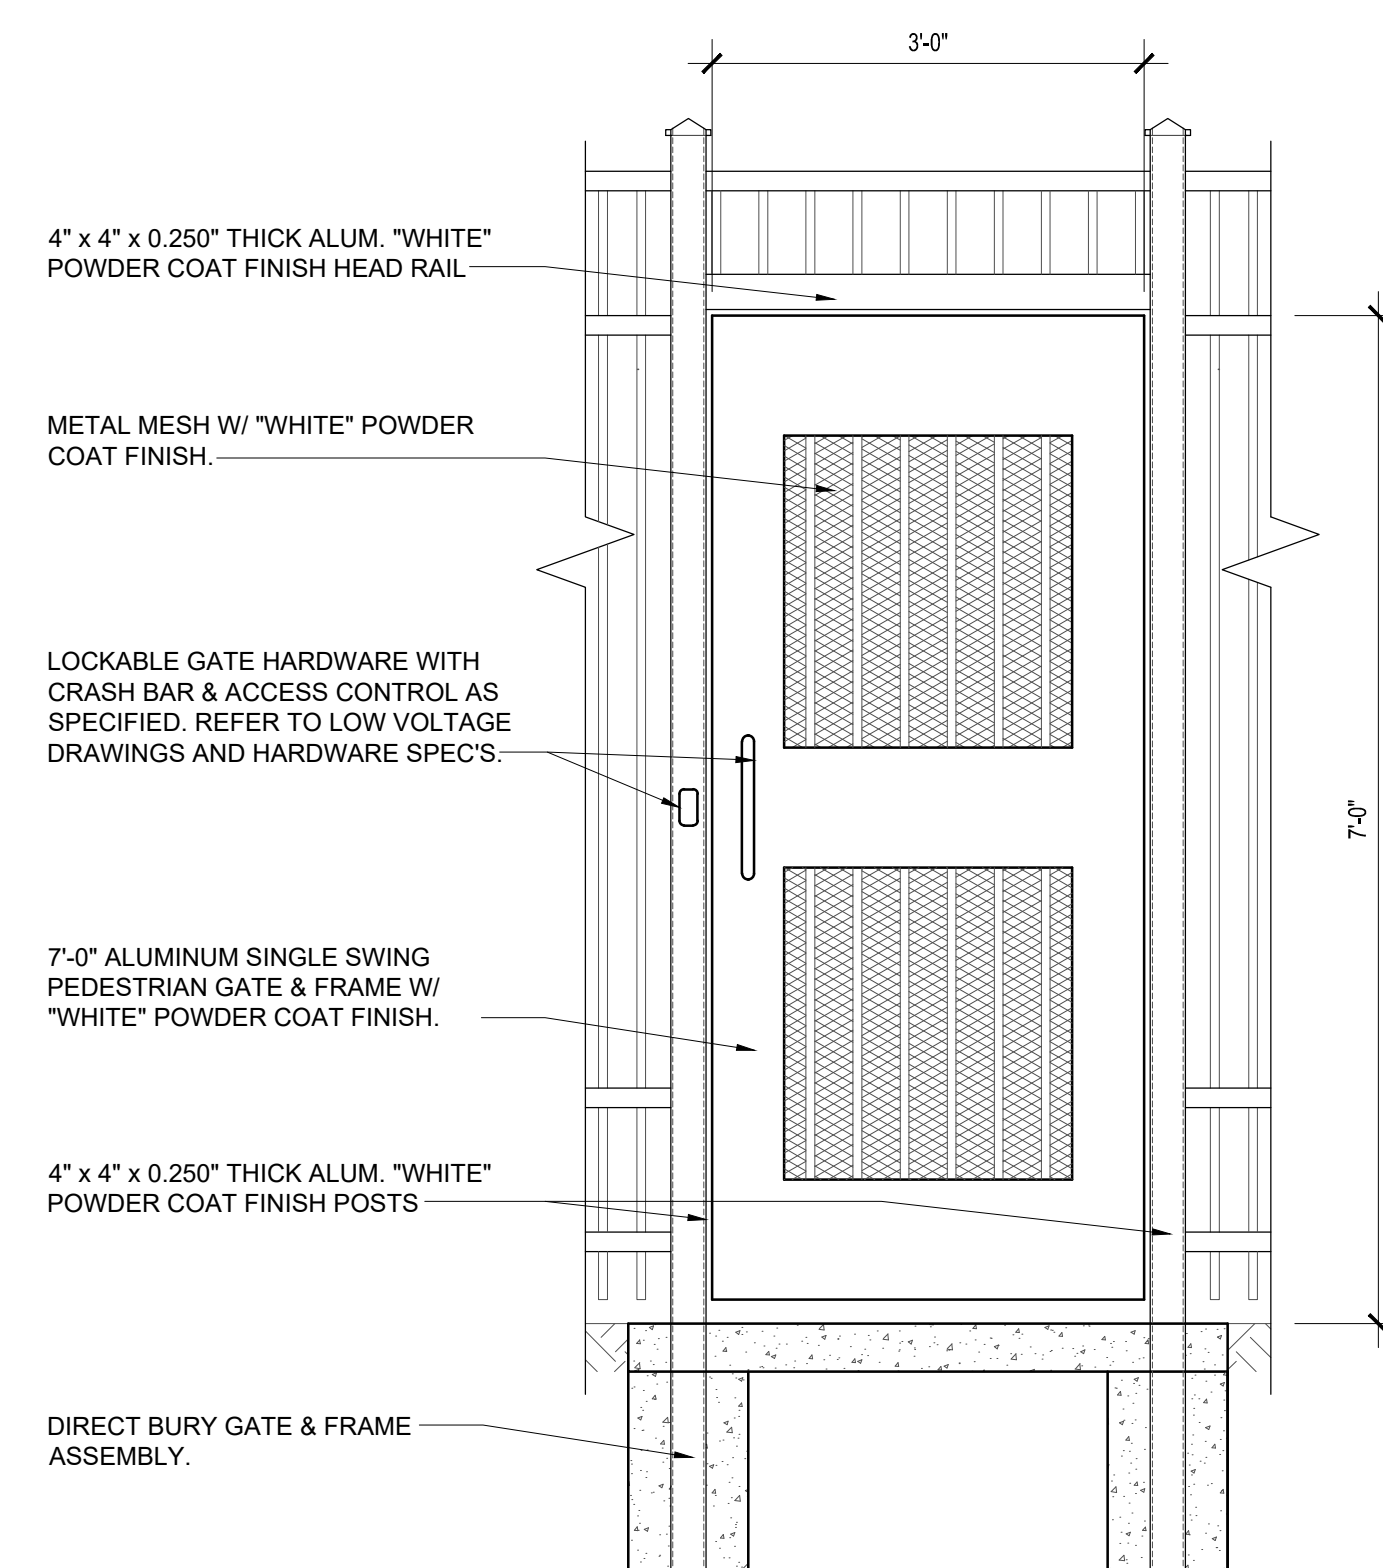 3'-0"
4" x 4" x 0.250" THICK ALUM. "WHITE"
POWDER COAT FINISH HEAD RAIL
METAL MESH W/ "WHITE" POWDER
COAT FINISH.
LOCKABLE GATE HARDWARE WITH
CRASH BAR & ACCESS CONTROL AS
SPECIFIED. REFER TO LOW VOLTAGE
DRAWINGS AND HARDWARE SPEC'S.
7'-0"
7'-0" ALUMINUM SINGLE SWING
PEDESTRIAN GATE & FRAME W/
"WHITE" POWDER COAT FINISH.
4" x 4" x 0.250" THICK ALUM. "WHITE"
POWDER COAT FINISH POSTS
DIRECT BURY GATE & FRAME
ASSEMBLY.